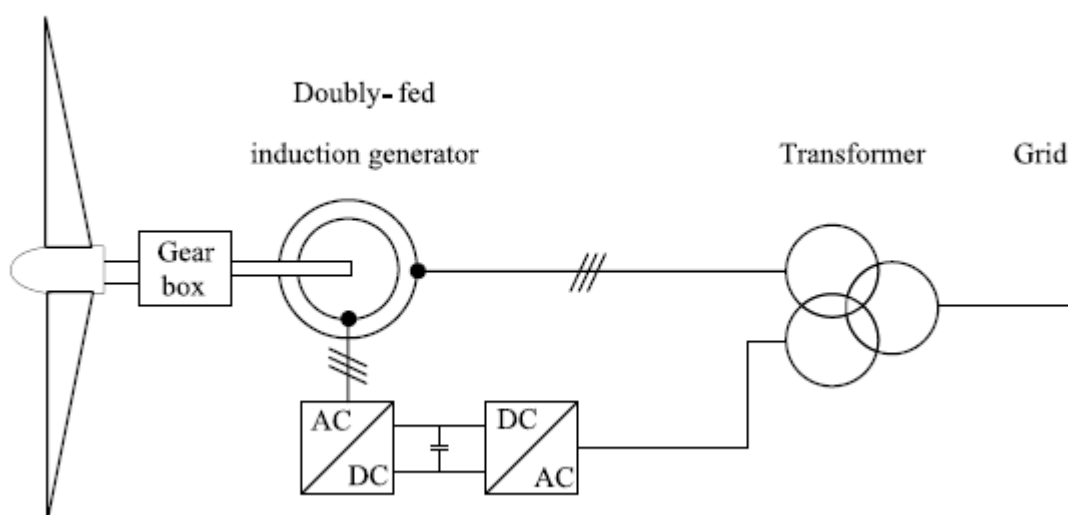 Doubly-fed
induction generator
Transformer
Grid
Gear
box
AC
DC
DC
AC